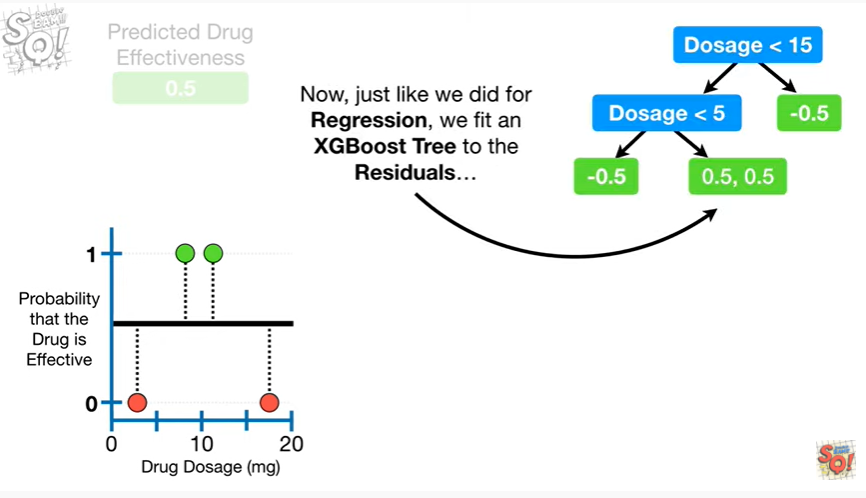 Predicted Drug
Effectiveness
0.5
Now, just like we did for
Regression, we fit an
XGBoost Tree to the
Residuals...
Dosage < 15
Dosage < 5
-0.5
-0.5
0.5, 0.5
1
Probability
that the
Drug is
Effective
0
0
10
20
Drug Dosage (mg)
SQ!